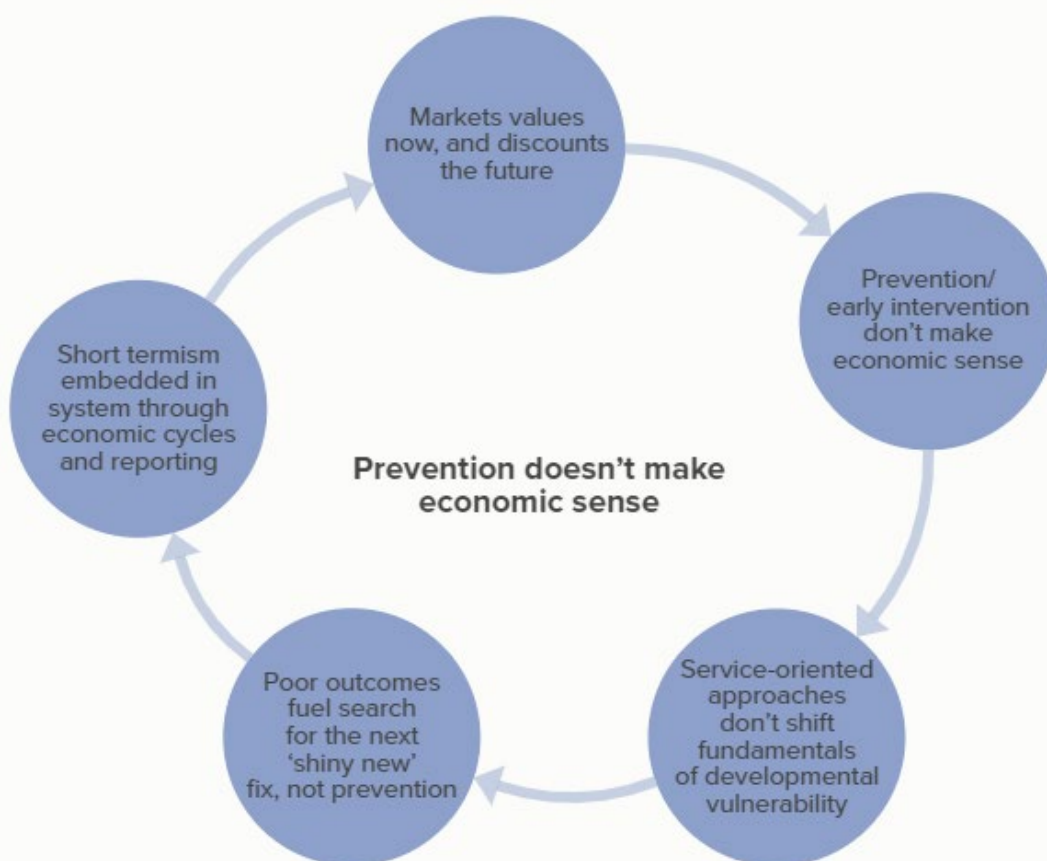 Markets values
now, and discounts
the future
Prevention/
early intervention
don’t make
economic sense
Service-oriented
approaches
don’t shift
fundamentals
of developmental
vulnerability
Poor outcomes
fuel search
for the next
‘shiny new’
fix, not prevention
Short termism
embedded in
system through
economic cycles
and reporting
Prevention doesn’t make
economic sense